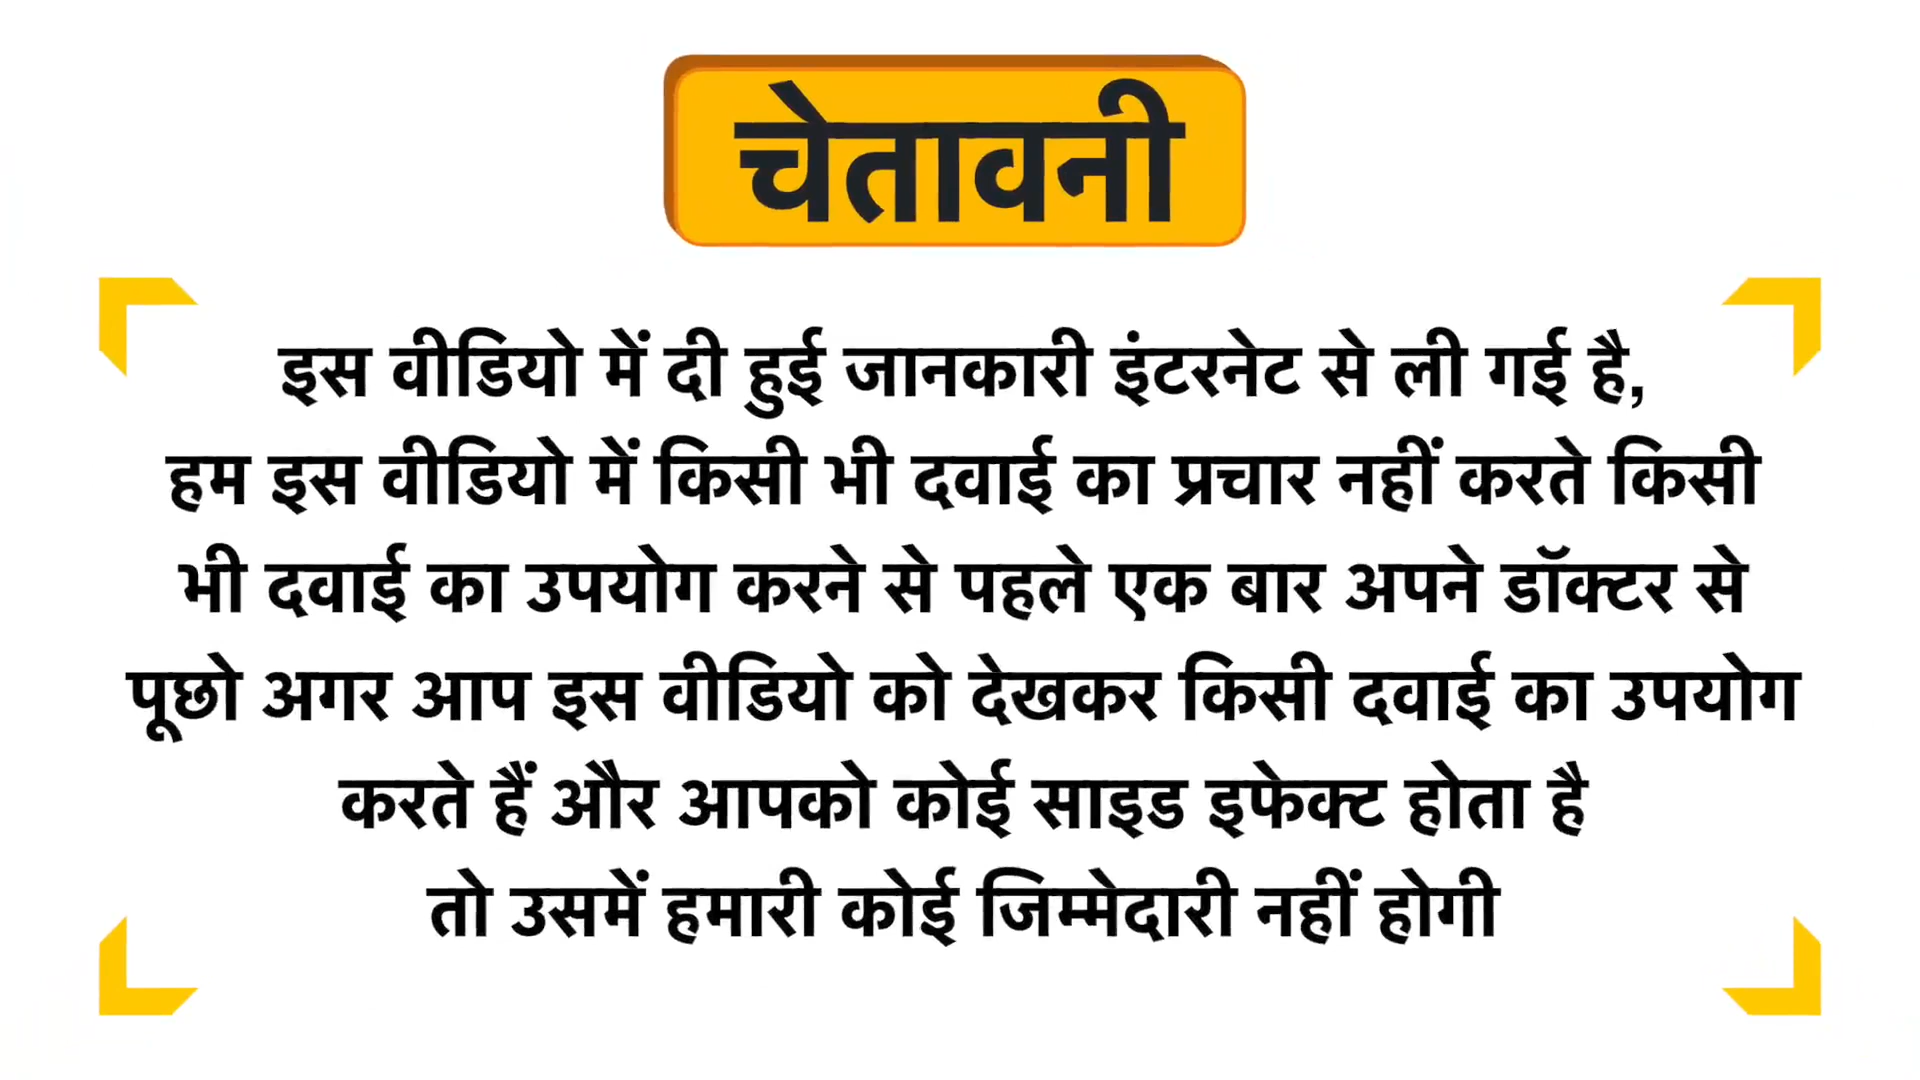 चेतावनी
इस वीडियो में दी हुई जानकारी इंटरनेट से ली गई है,
हम इस वीडियो में किसी भी दवाई का प्रचार नहीं करते किसी
भी दवाई का उपयोग करने से पहले एक बार अपने डॉक्टर से
पूछो अगर आप इस वीडियो को देखकर किसी दवाई का उपयोग
करते हैं और आपको कोई साइड इफेक्ट होता है
तो उसमें हमारी कोई जिम्मेदारी नहीं होगी